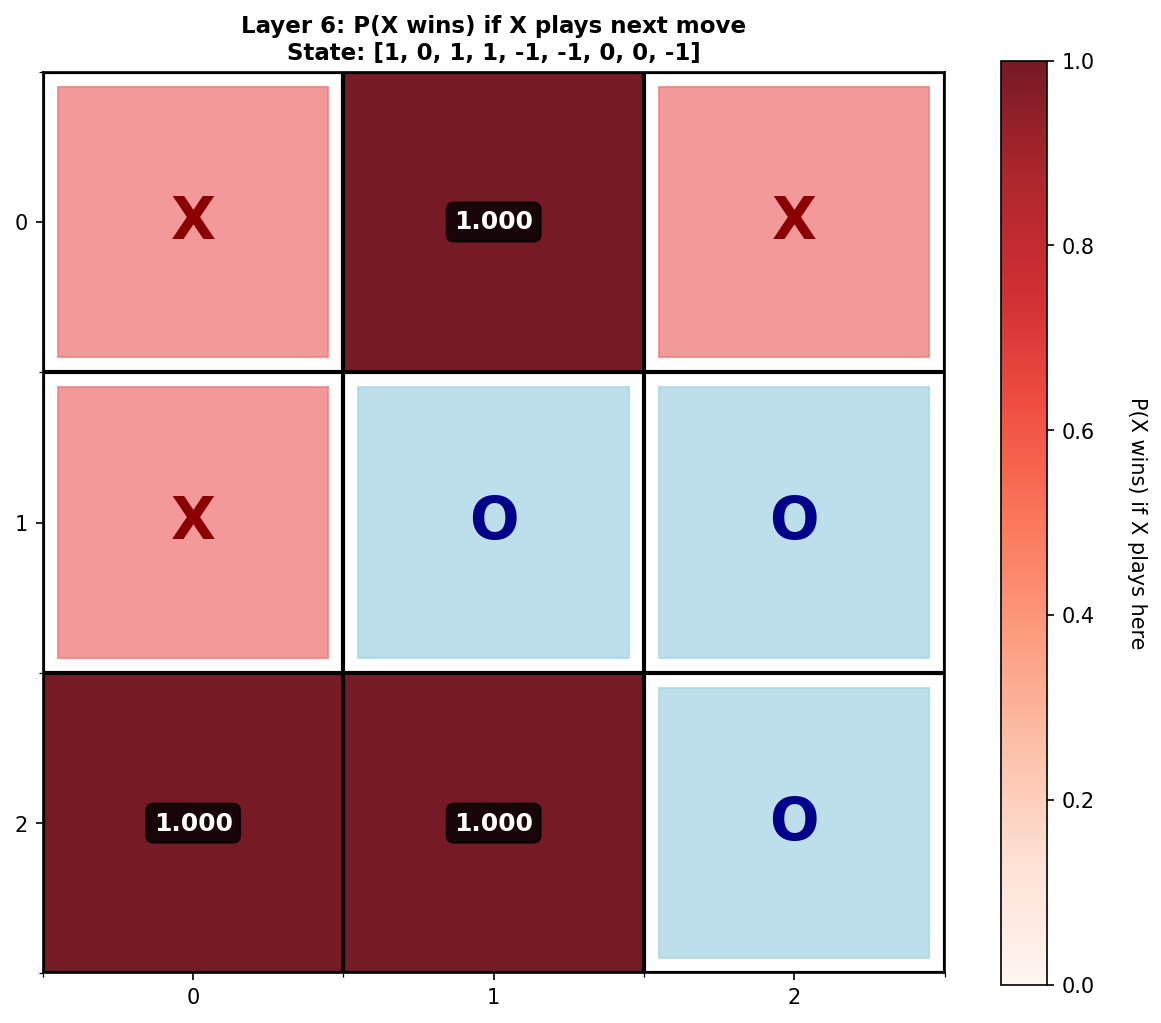 Layer 6: P(X wins) if X plays next move
State: [1, 0, 1, 1, -1, -1, 0, 0, -1]
0
X
1.000
X
1
X
O
O
2
1.000
1.000
O
0
1
2
1.0
0.8
0.6
0.4
0.2
0.0
P(X wins) if X plays here